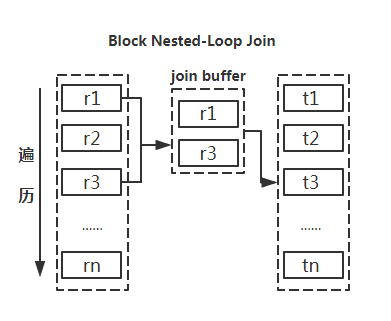 Block Nested-Loop Join
join buffer
遍
历
r1
r2
r3
......
rn
r1
r3
t1
t2
t3
......
tn